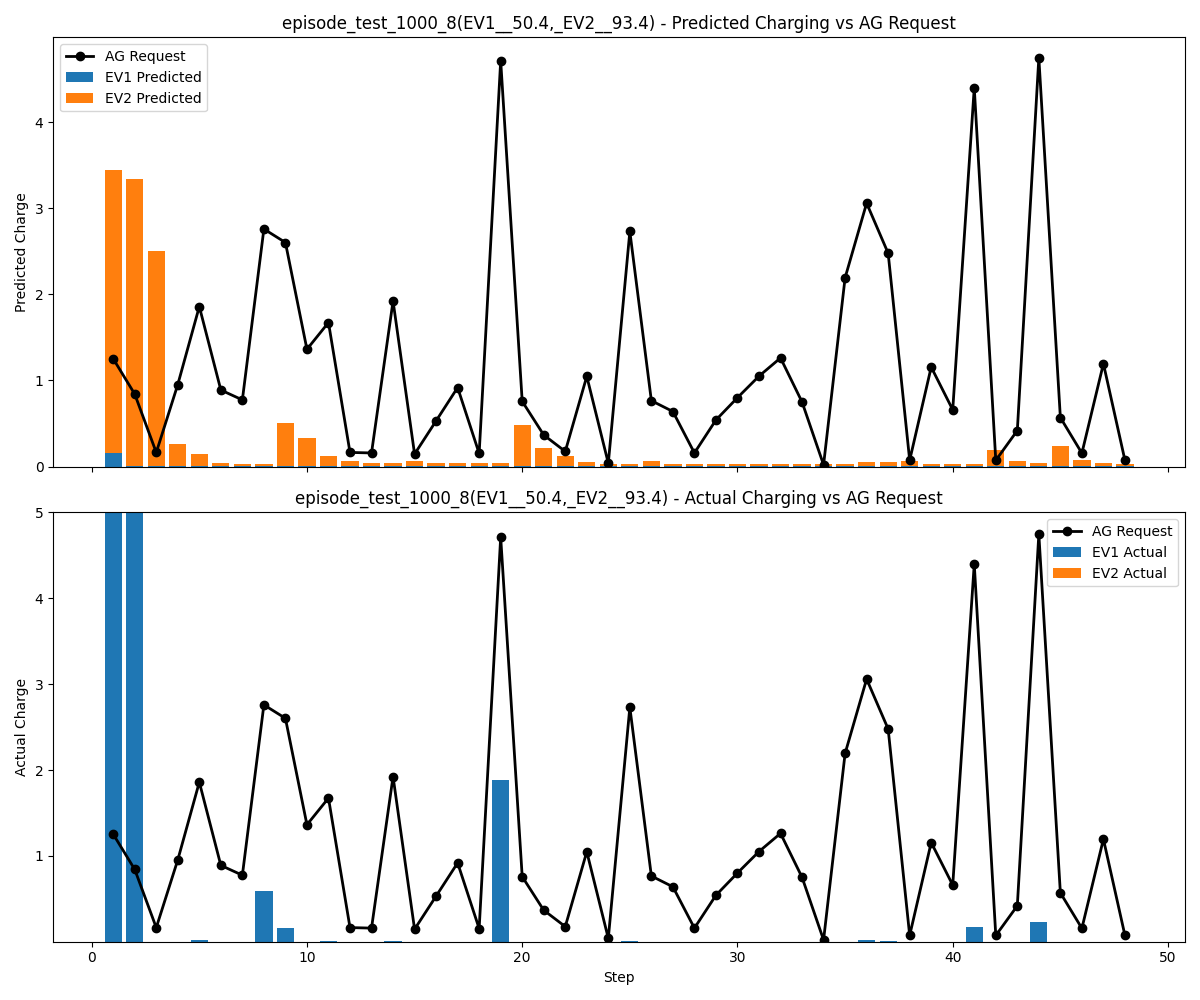 episode_test_1000_8(EV1__50.4,_EV2__93.4) - Predicted Charging vs AG Request
AG Request
EV1 Predicted
EV2 Predicted
Predicted Charge
4
3
2
1
0
episode_test_1000_8(EV1__50.4,_EV2__93.4) - Actual Charging vs AG Request
AG Request
EV1 Actual
EV2 Actual
Actual Charge
5
4
3
2
1
0 10 20 30 40 50
Step